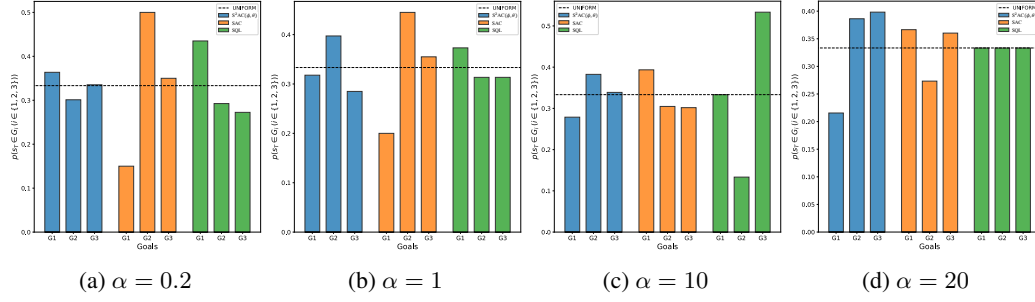 p(s_T ∈ G_i (i ∈ {1, 2, 3}))
0.5
0.4
0.3
0.2
0.1
0.0
UNIFORM
S²AC(ϕ, θ)
SAC
SQL
G1 G2 G3 G1 G2 G3 G1 G2 G3
Goals
(a) α = 0.2
p(s_T ∈ G_i (i ∈ {1, 2, 3}))
0.4
0.3
0.2
0.1
0.0
UNIFORM
S²AC(ϕ, θ)
SAC
SQL
G1 G2 G3 G1 G2 G3 G1 G2 G3
Goals
(b) α = 1
p(s_T ∈ G_i (i ∈ {1, 2, 3}))
0.5
0.4
0.3
0.2
0.1
0.0
UNIFORM
S²AC(ϕ, θ)
SAC
SQL
G1 G2 G3 G1 G2 G3 G1 G2 G3
Goals
(c) α = 10
p(s_T ∈ G_i (i ∈ {1, 2, 3}))
0.40
0.35
0.30
0.25
0.20
0.15
0.10
0.05
0.00
UNIFORM
S²AC(ϕ, θ)
SAC
SQL
G1 G2 G3 G1 G2 G3 G1 G2 G3
Goals
(d) α = 20